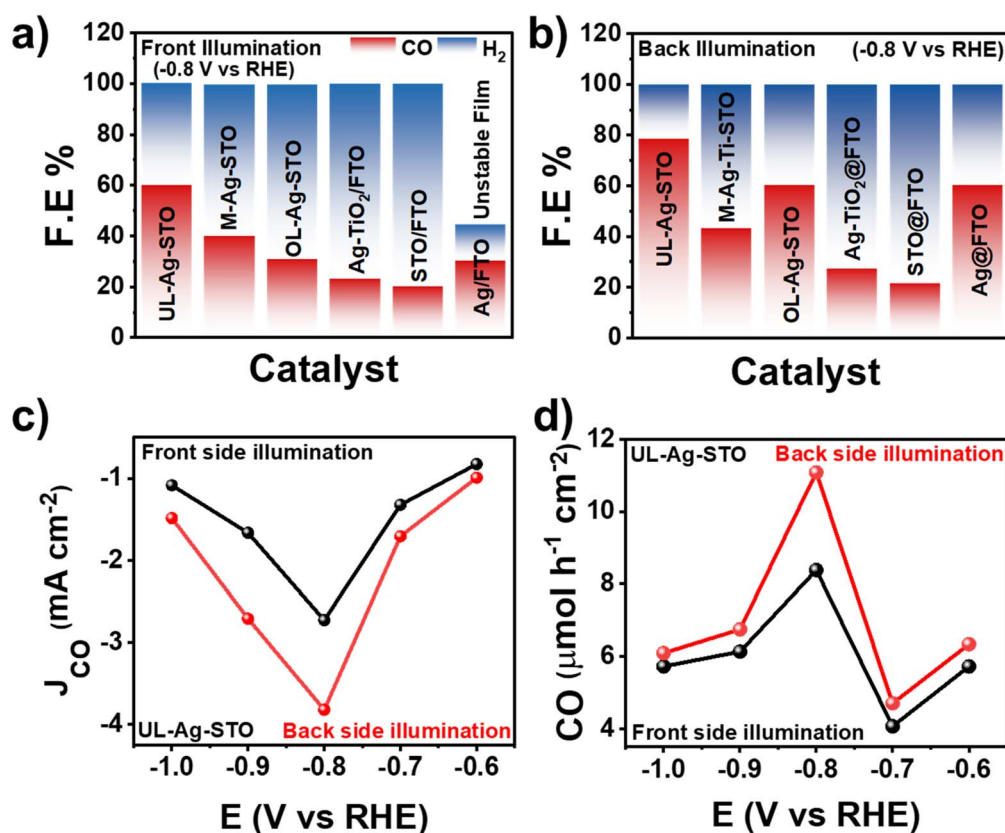 a)
Front Illumination
(-0.8 V vs RHE)
CO
H2
120
100
80
60
40
20
0
F.E %
UL-Ag-STO
M-Ag-STO
OL-Ag-STO
Ag-TiO2/FTO
STO/FTO
Ag/FTO
Unstable Film
Catalyst
b)
Back Illumination
(-0.8 V vs RHE)
120
100
80
60
40
20
0
F.E %
UL-Ag-STO
M-Ag-Ti-STO
OL-Ag-STO
Ag-TiO2@FTO
STO@FTO
Ag@FTO
Catalyst
c)
Front side illumination
-1
-2
-3
-4
JCO (mA cm-2)
UL-Ag-STO
Back side illumination
-1.0
-0.9
-0.8
-0.7
-0.6
E (V vs RHE)
d)
UL-Ag-STO
Back side illumination
12
10
8
6
4
CO (μmol h-1 cm-2)
Front side illumination
-1.0
-0.9
-0.8
-0.7
-0.6
E (V vs RHE)